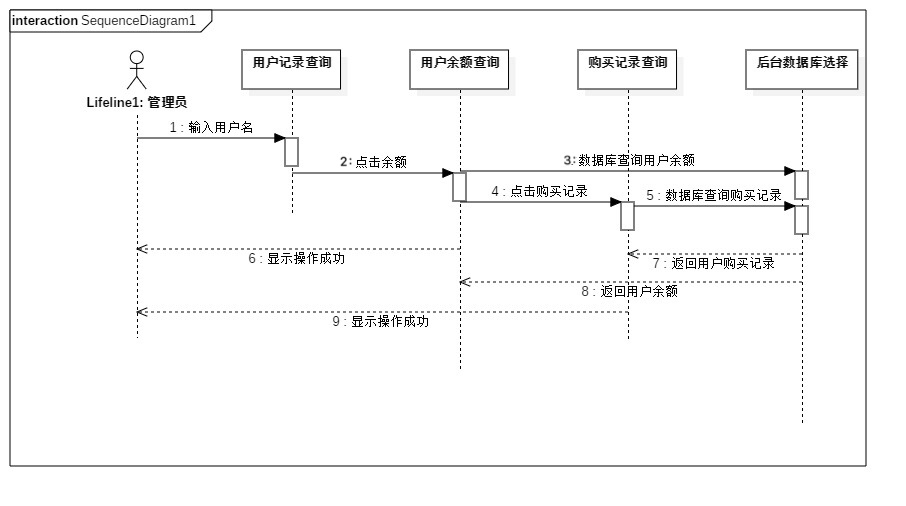 interaction SequenceDiagram1
用户记录查询
用户余额查询
购买记录查询
后台数据库选择
Lifeline1: 管理员
1 : 输入用户名
2: 点击余额
3: 数据库查询用户余额
4 : 点击购买记录
5 : 数据库查询购买记录
6 : 显示操作成功
7 : 返回用户购买记录
8 : 返回用户余额
9 : 显示操作成功